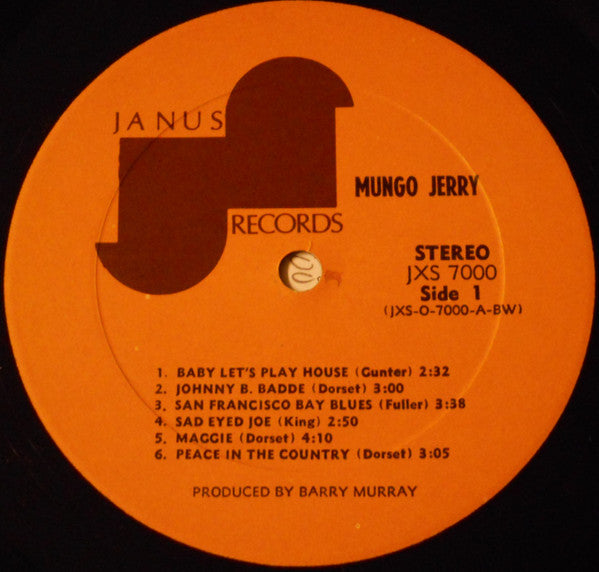 JANUS
RECORDS
MUNGO JERRY
STEREO
JXS 7000
Side 1
(JXS-O-7000-A-BW)
1. BABY LET'S PLAY HOUSE (Gunter) 2:32
2. JOHNNY B. BADDE (Dorset) 3:00
3. SAN FRANCISCO BAY BLUES (Fuller) 3:38
4. SAD EYED JOE (King) 2:50
5. MAGGIE (Dorset) 4:10
6. PEACE IN THE COUNTRY (Dorset) 3:05
PRODUCED BY BARRY MURRAY